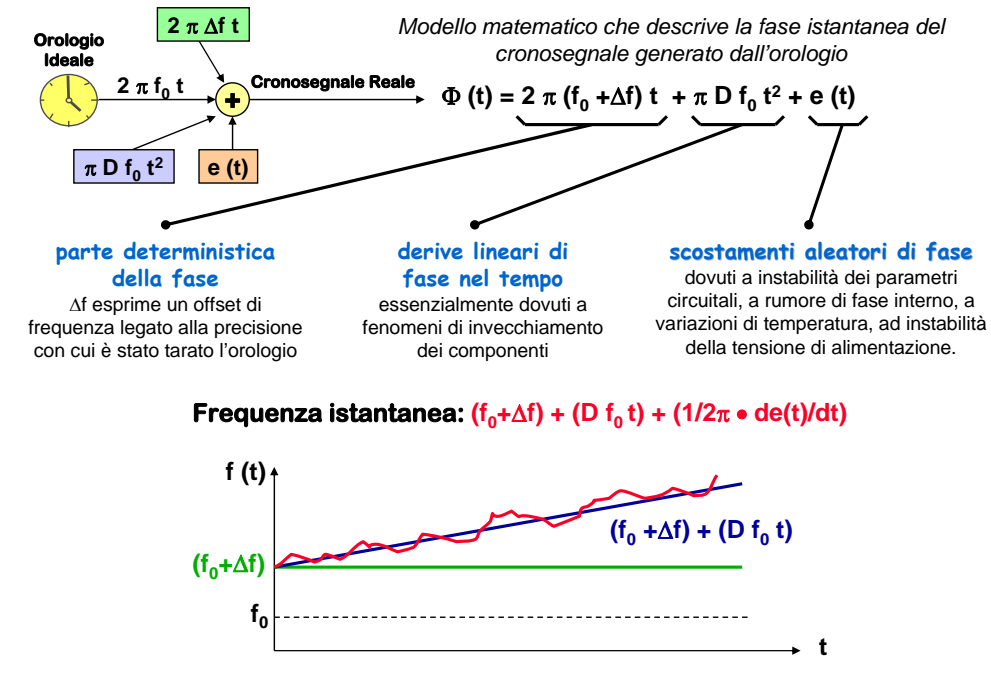 2 π Δf t
Orologio
Ideale
2 π f₀ t
+
Cronosegnale Reale
π D f₀ t²
e (t)
Modello matematico che descrive la fase istantanea del
cronosegnale generato dall'orologio
Φ (t) = 2 π (f₀ +Δf) t + π D f₀ t² + e (t)
parte deterministica
della fase
Δf esprime un offset di
frequenza legato alla precisione
con cui è stato tarato l'orologio
derive lineari di
fase nel tempo
essenzialmente dovuti a
fenomeni di invecchiamento
dei componenti
scostamenti aleatori di fase
dovuti a instabilità dei parametri
circuitali, a rumore di fase interno, a
variazioni di temperatura, ad instabilità
della tensione di alimentazione.
Frequenza istantanea: (f₀+Δf) + (D f₀ t) + (1/2π • de(t)/dt)
f (t)
(f₀ +Δf) + (D f₀ t)
(f₀+Δf)
f₀
t